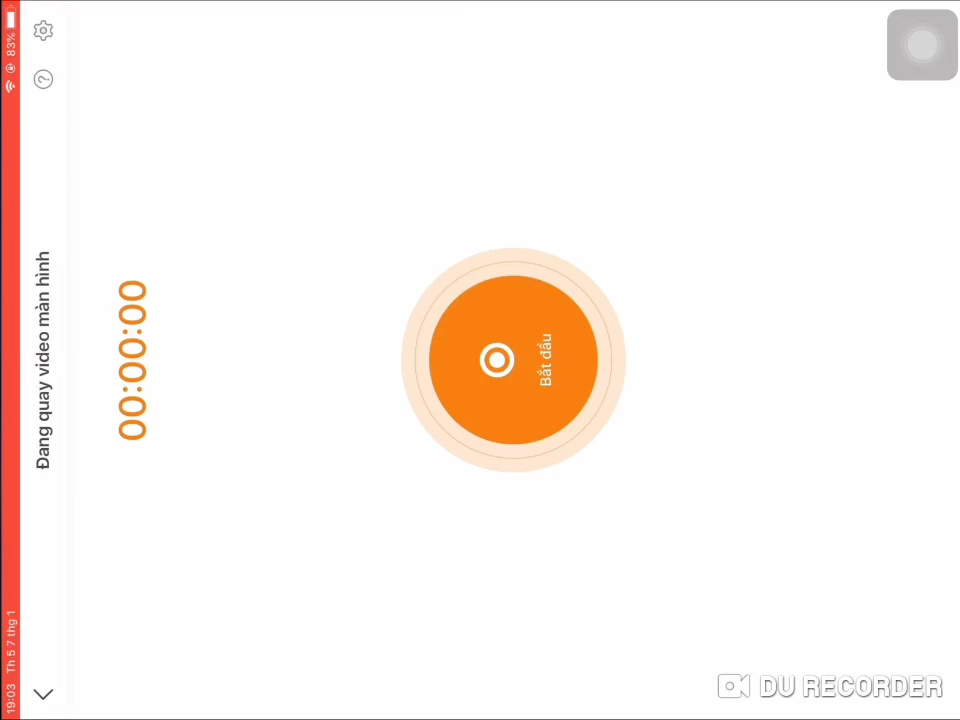 19:03 Th 5 7 thg 1
83%
Đang quay video màn hình
00:00:00
Bắt đầu
DU RECORDER